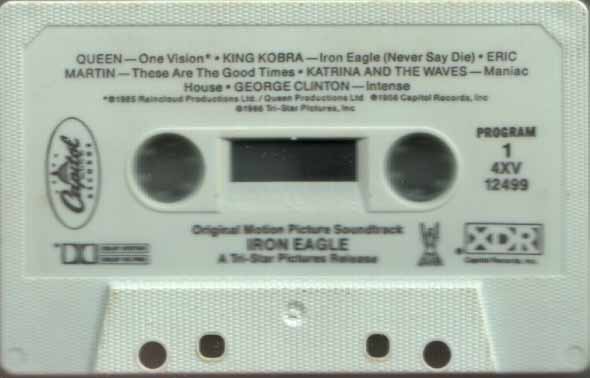 QUEEN — One Vision* • KING KOBRA — Iron Eagle (Never Say Die) • ERIC
MARTIN — These Are The Good Times • KATRINA AND THE WAVES — Maniac
House • GEORGE CLINTON — Intense
*℗1985 Raincloud Productions Ltd. / Queen Productions Ltd ℗1986 Capitol Records, Inc
©1986 Tri-Star Pictures, Inc
Capitol
RECORDS
PROGRAM
1
4XV
12499
Original Motion Picture Soundtrack
IRON EAGLE
A Tri-Star Pictures Release
DOLBY SYSTEM
XDR
Capitol Records, Inc.